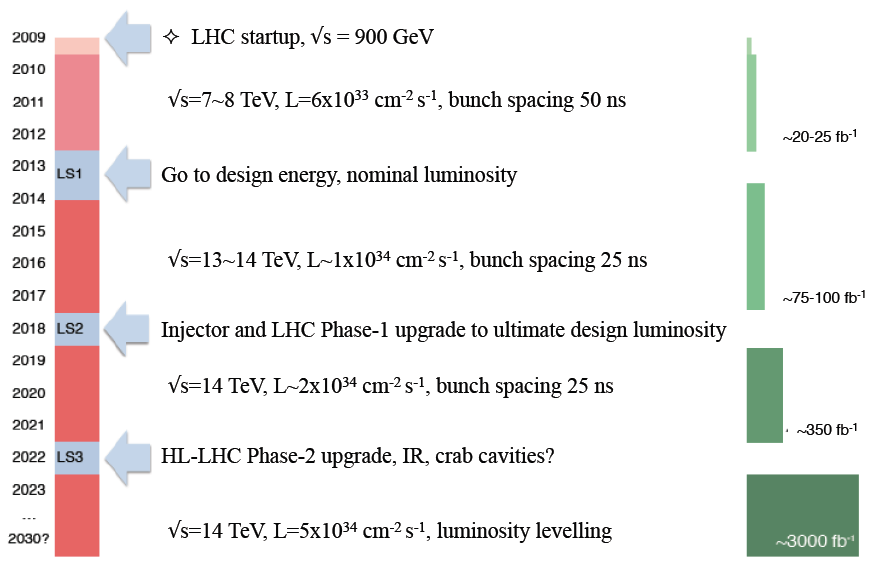 2009
✧ LHC startup, √s = 900 GeV
2010
2011
√s=7~8 TeV, L=6x10³³ cm⁻² s⁻¹, bunch spacing 50 ns
2012
~20-25 fb⁻¹
2013
LS1
Go to design energy, nominal luminosity
2014
2015
2016
√s=13~14 TeV, L~1x10³⁴ cm⁻² s⁻¹, bunch spacing 25 ns
2017
~75-100 fb⁻¹
2018
LS2
Injector and LHC Phase-1 upgrade to ultimate design luminosity
2019
2020
√s=14 TeV, L~2x10³⁴ cm⁻² s⁻¹, bunch spacing 25 ns
2021
~350 fb⁻¹
2022
LS3
HL-LHC Phase-2 upgrade, IR, crab cavities?
2023
...
2030?
√s=14 TeV, L=5x10³⁴ cm⁻² s⁻¹, luminosity levelling
~3000 fb⁻¹